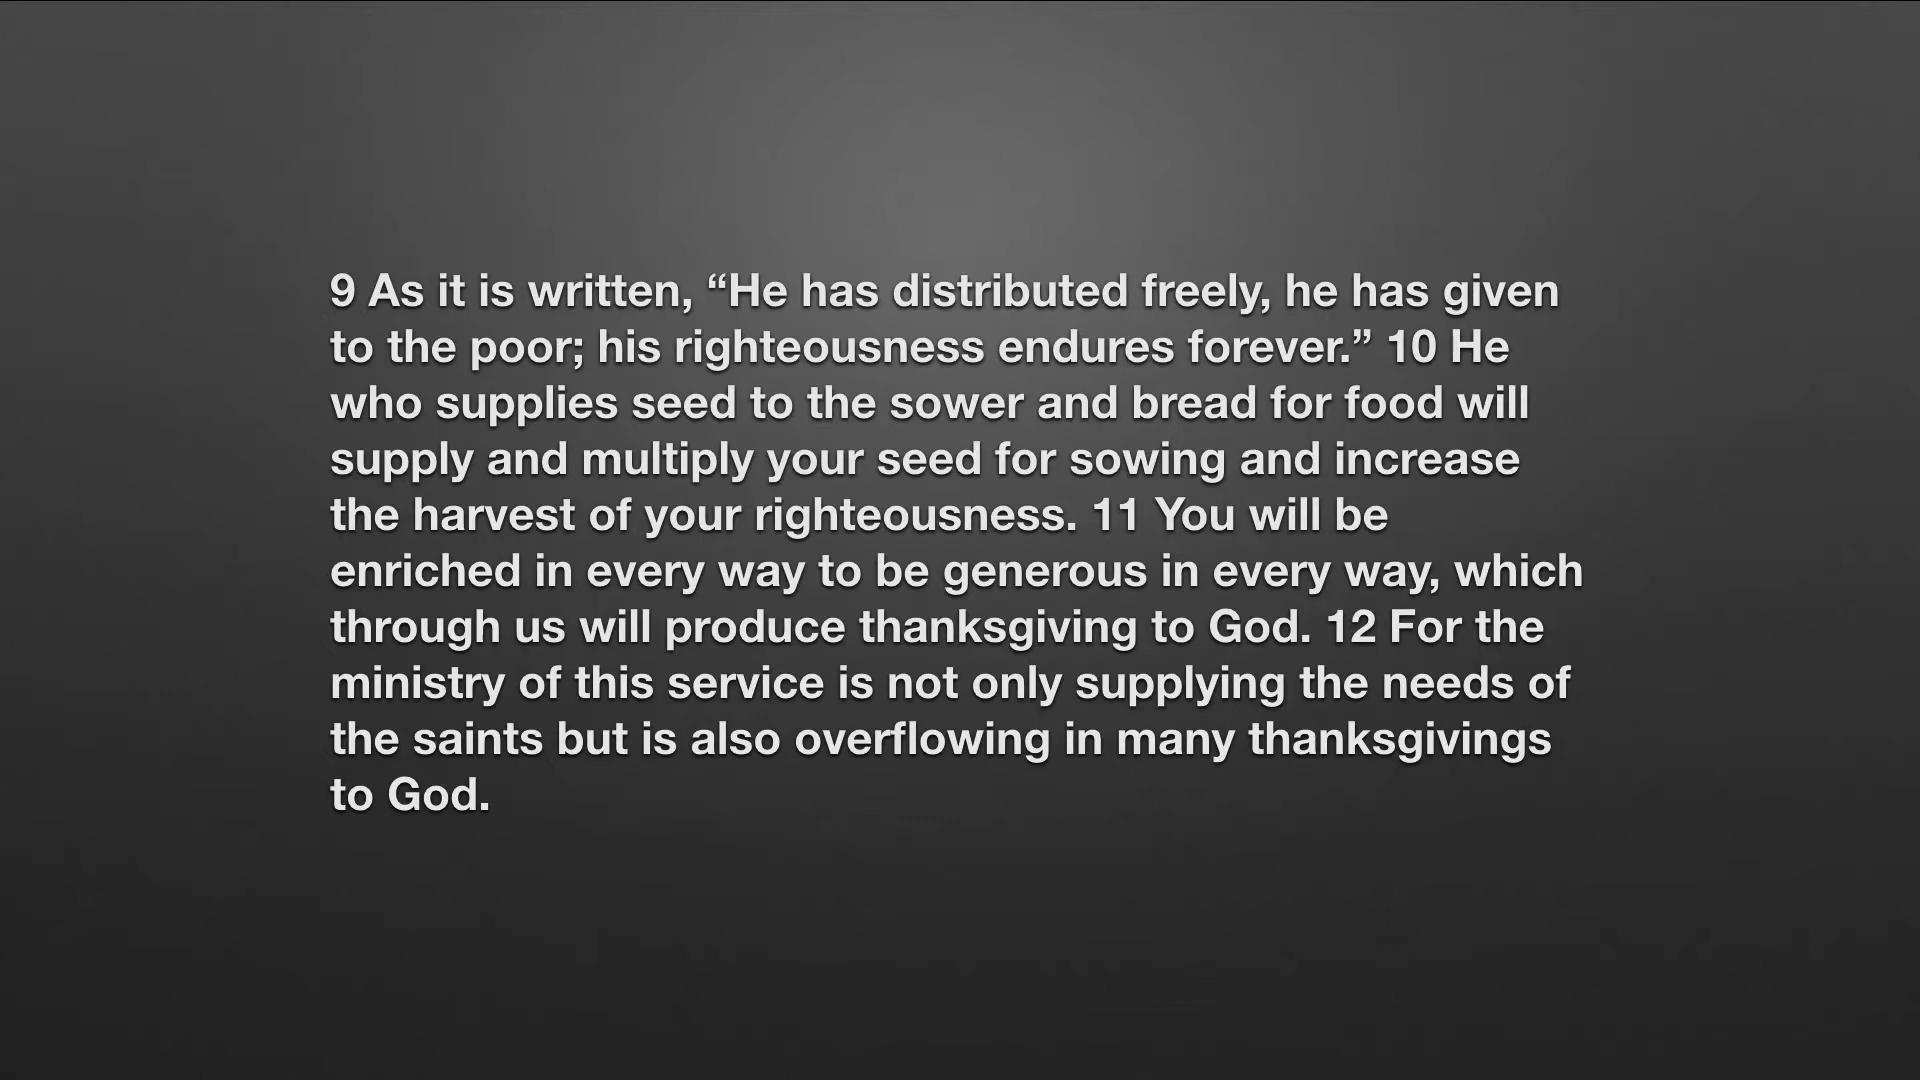 9 As it is written, “He has distributed freely, he has given
to the poor; his righteousness endures forever.” 10 He
who supplies seed to the sower and bread for food will
supply and multiply your seed for sowing and increase
the harvest of your righteousness. 11 You will be
enriched in every way to be generous in every way, which
through us will produce thanksgiving to God. 12 For the
ministry of this service is not only supplying the needs of
the saints but is also overflowing in many thanksgivings
to God.